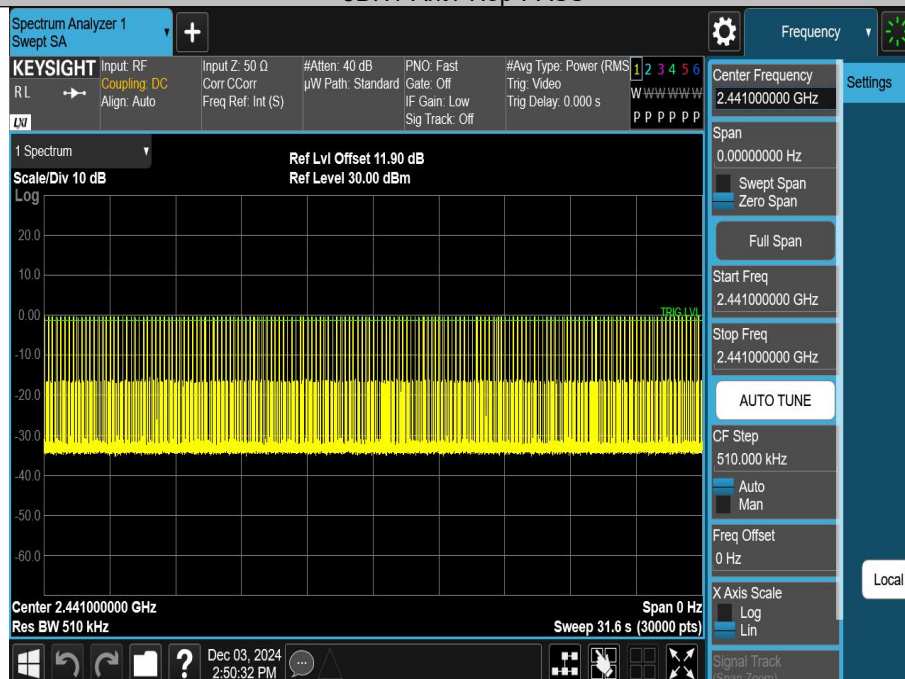 Spectrum Analyzer 1
Swept SA
Frequency
KEYSIGHT
RL
LXI
Input: RF
Coupling: DC
Align: Auto
Input Z: 50 Ω
Corr CCorr
Freq Ref: Int (S)
#Atten: 40 dB
µW Path: Standard
PNO: Fast
Gate: Off
IF Gain: Low
Sig Track: Off
#Avg Type: Power (RMS
Trig: Video
Trig Delay: 0.000 s
1 2 3 4 5 6
W W W W W W
P P P P P P
Center Frequency
2.441000000 GHz
Settings
Span
0.00000000 Hz
Swept Span
Zero Span
Full Span
Start Freq
2.441000000 GHz
Stop Freq
2.441000000 GHz
AUTO TUNE
CF Step
510.000 kHz
Auto
Man
Freq Offset
0 Hz
X Axis Scale
Log
Lin
Signal Track
(Span Zoom)
Local
1 Spectrum
Scale/Div 10 dB
Log
Ref Lvl Offset 11.90 dB
Ref Level 30.00 dBm
20.0
10.0
0.00
TRIG LVL
-10.0
-20.0
-30.0
-40.0
-50.0
-60.0
Center 2.441000000 GHz
Res BW 510 kHz
Span 0 Hz
Sweep 31.6 s (30000 pts)
?
Dec 03, 2024
2:50:32 PM